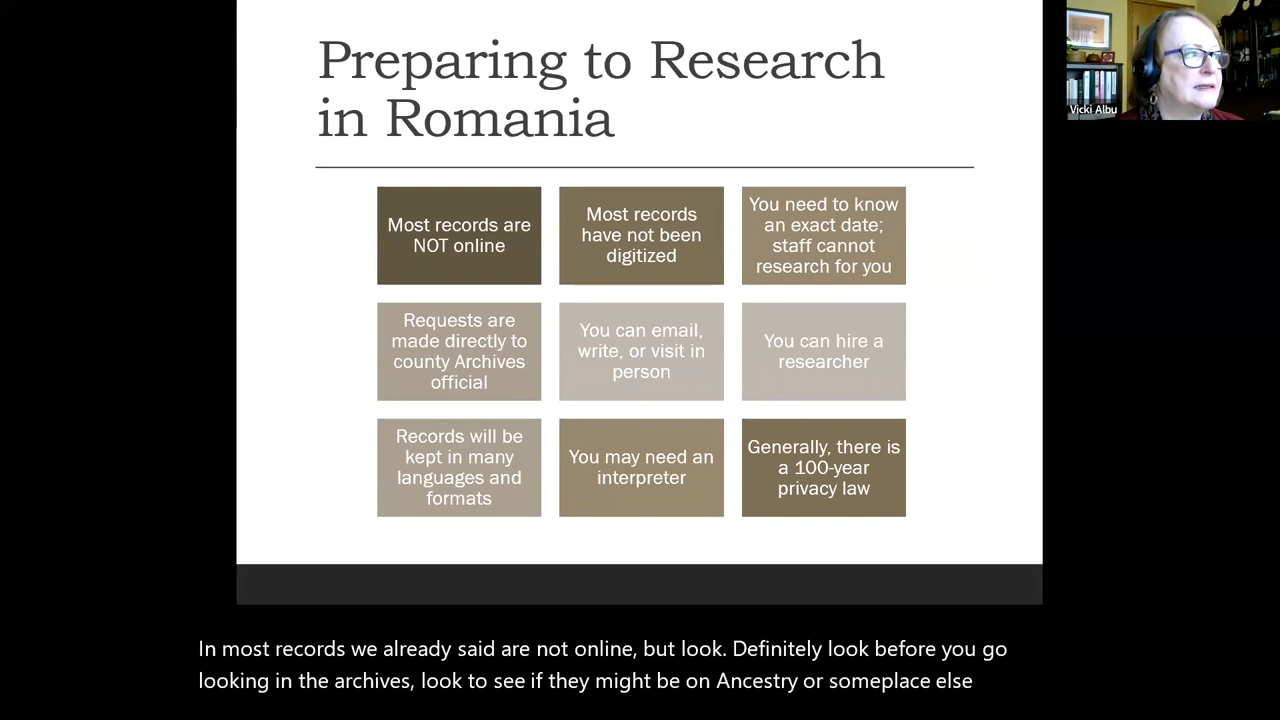 Preparing to Research
in Romania
Most records are
NOT online
Most records
have not been
digitized
You need to know
an exact date;
staff cannot
research for you
Requests are
made directly to
county Archives
official
You can email,
write, or visit in
person
You can hire a
researcher
Records will be
kept in many
languages and
formats
You may need an
interpreter
Generally, there is
a 100-year
privacy law
Vicki Albu
In most records we already said are not online, but look. Definitely look before you go
looking in the archives, look to see if they might be on Ancestry or someplace else